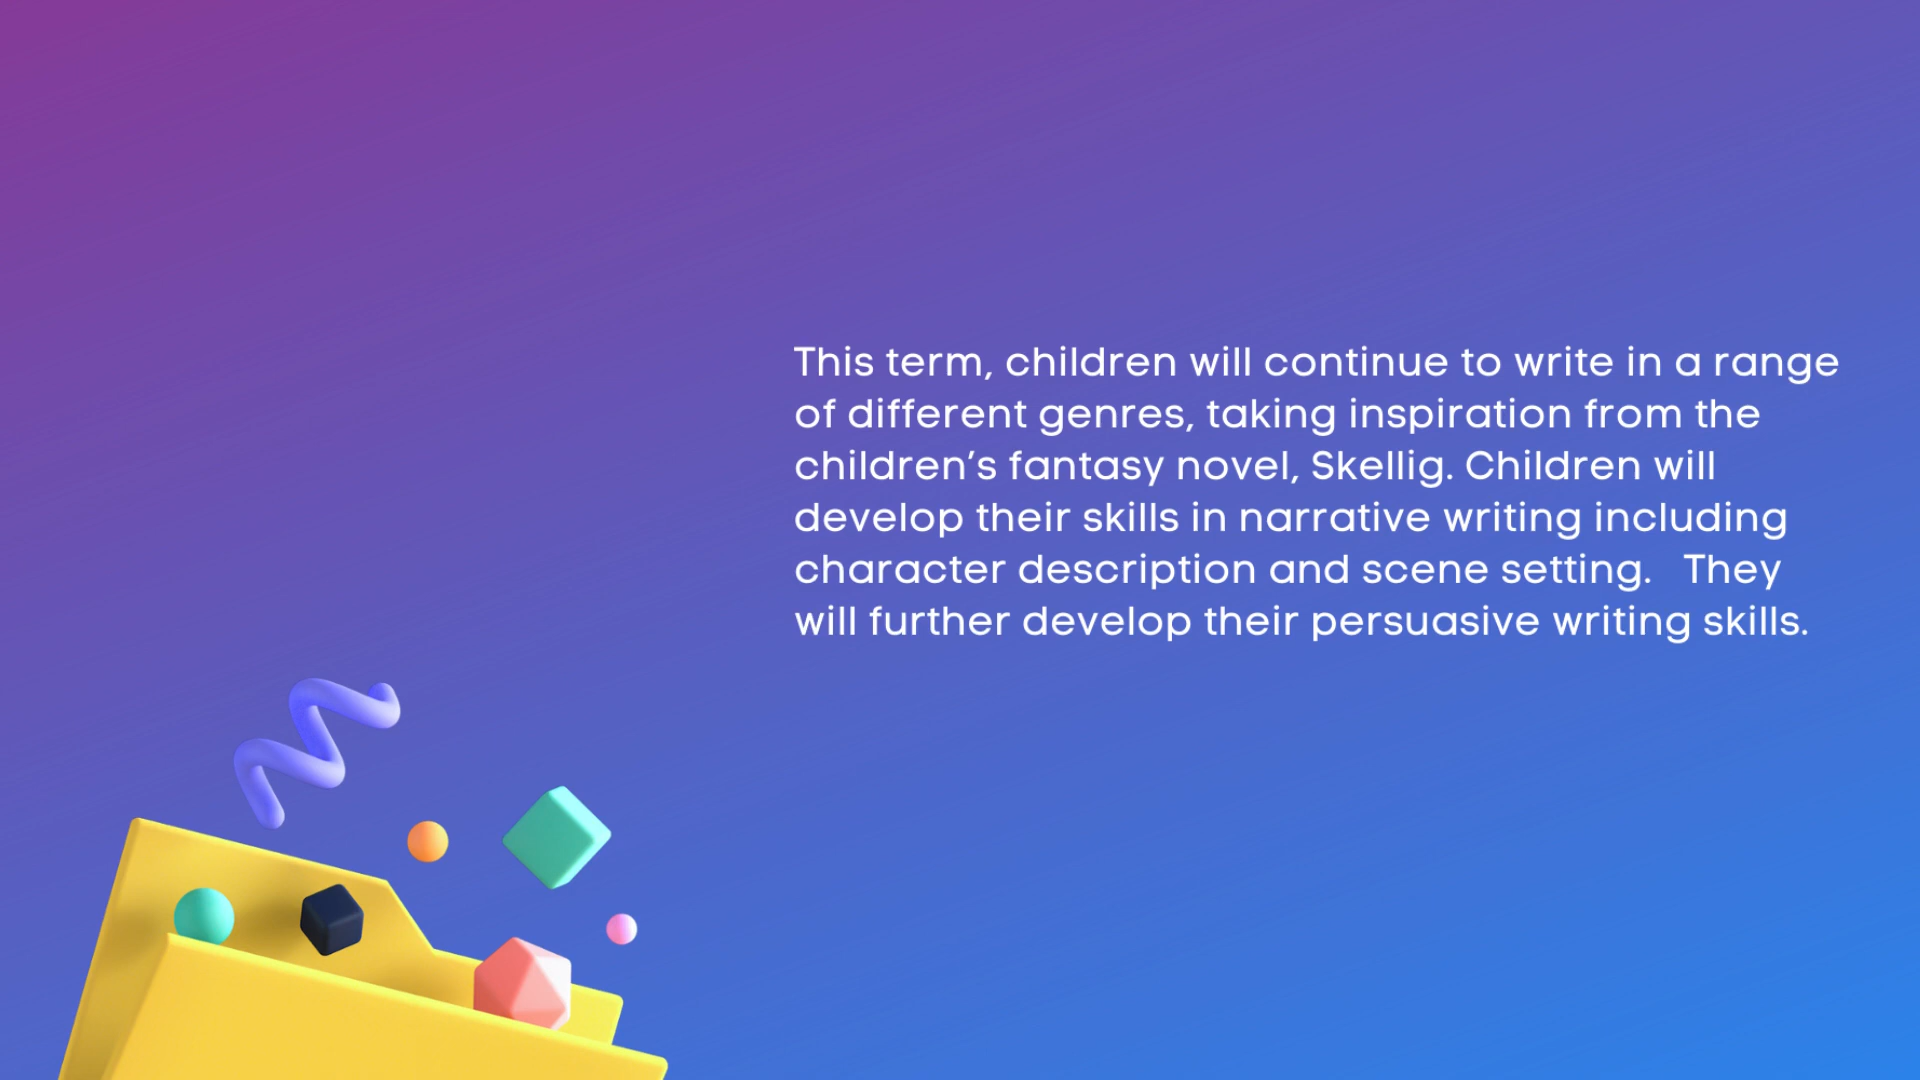 This term, children will continue to write in a range
of different genres, taking inspiration from the
children’s fantasy novel, Skellig. Children will
develop their skills in narrative writing including
character description and scene setting.   They
will further develop their persuasive writing skills.